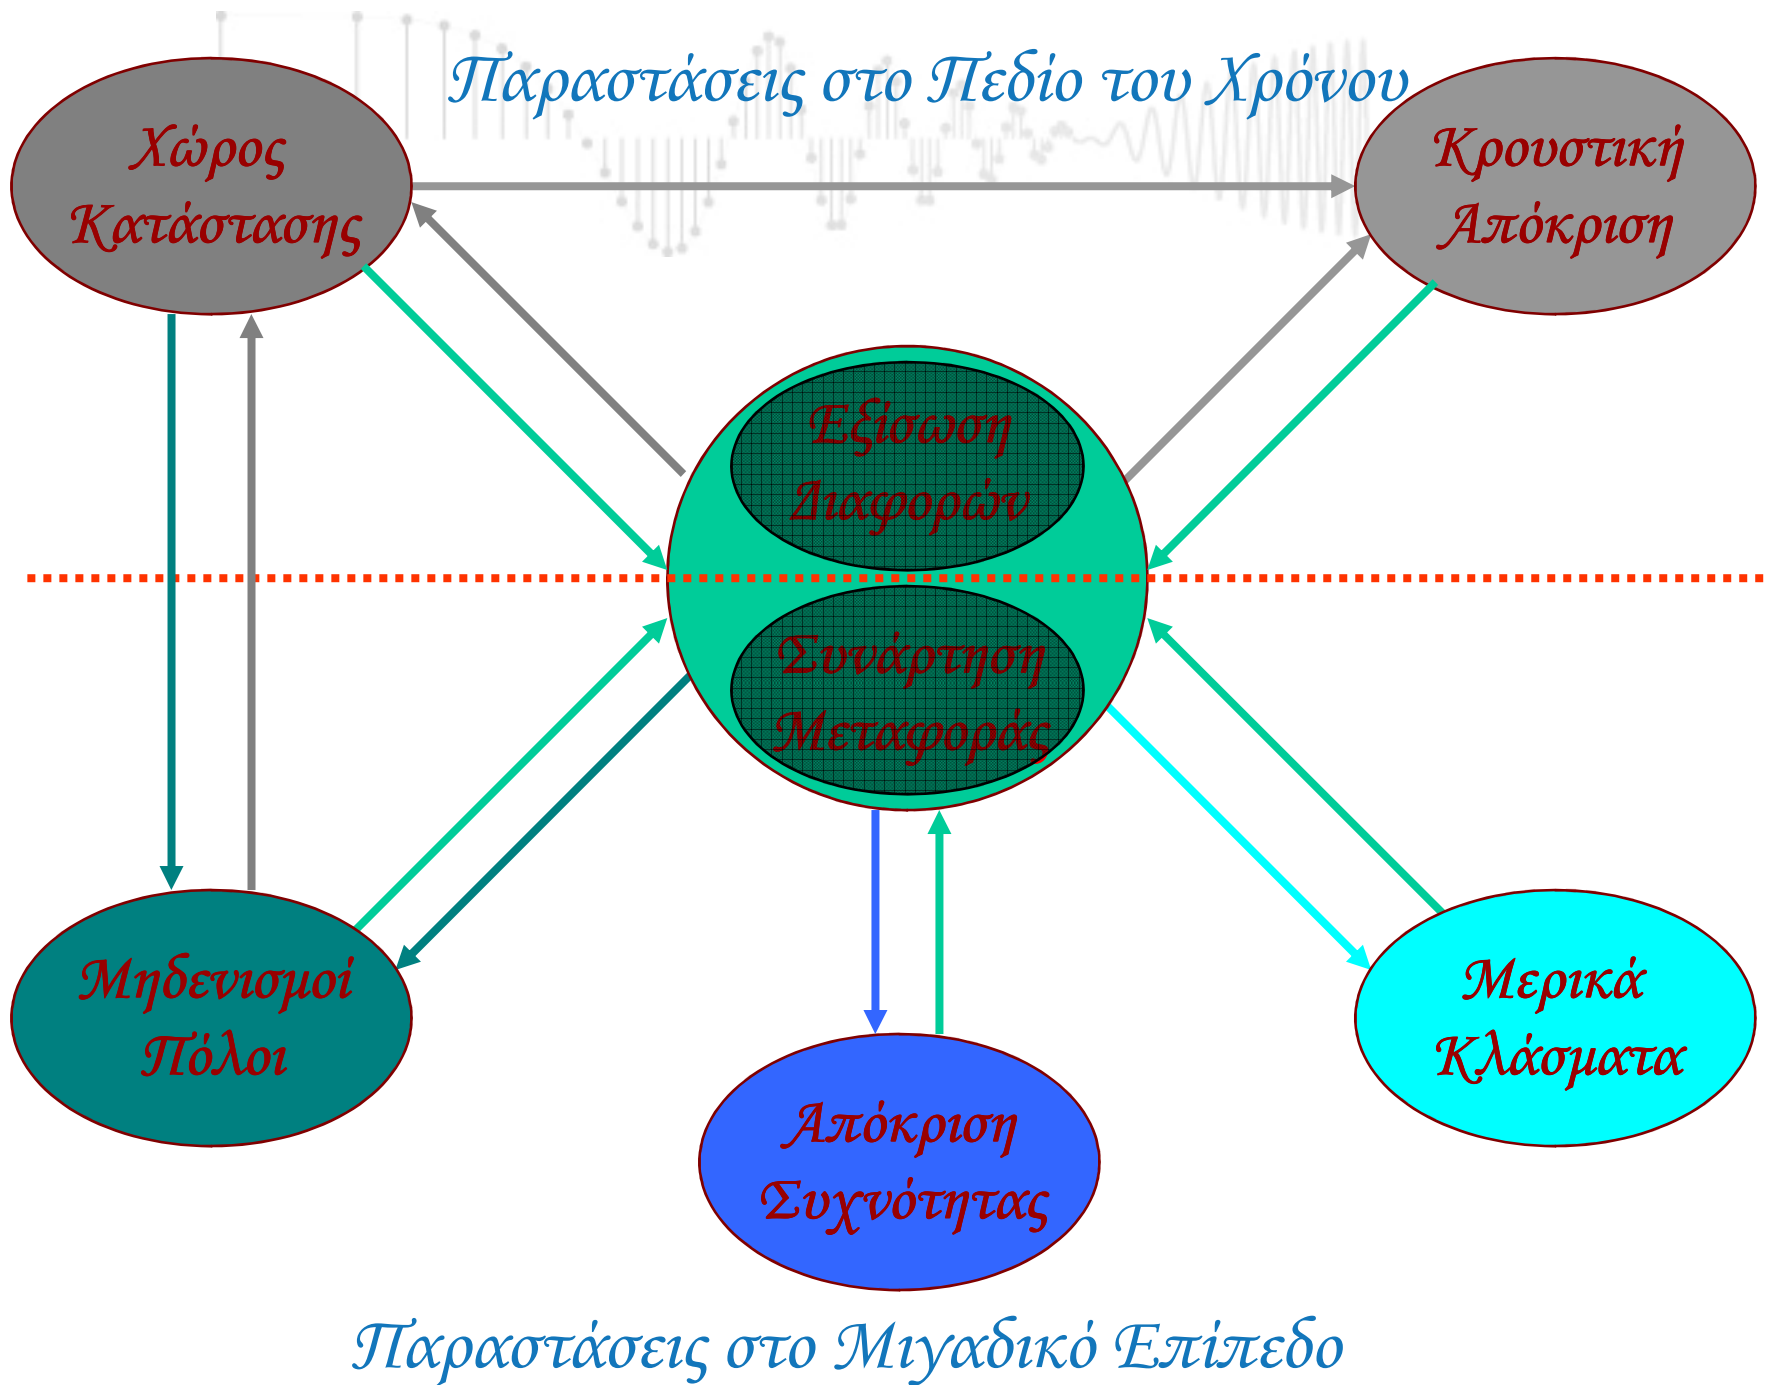 Παραστάσεις στο Πεδίο του Χρόνου
Χώρος
Κατάστασης
Κρουστική
Απόκριση
Εξίσωση
Διαφορών
Συνάρτηση
Μεταφοράς
Μηδενισμοί
Πόλοι
Μερικά
Κλάσματα
Απόκριση
Συχνότητας
Παραστάσεις στο Μιγαδικό Επίπεδο